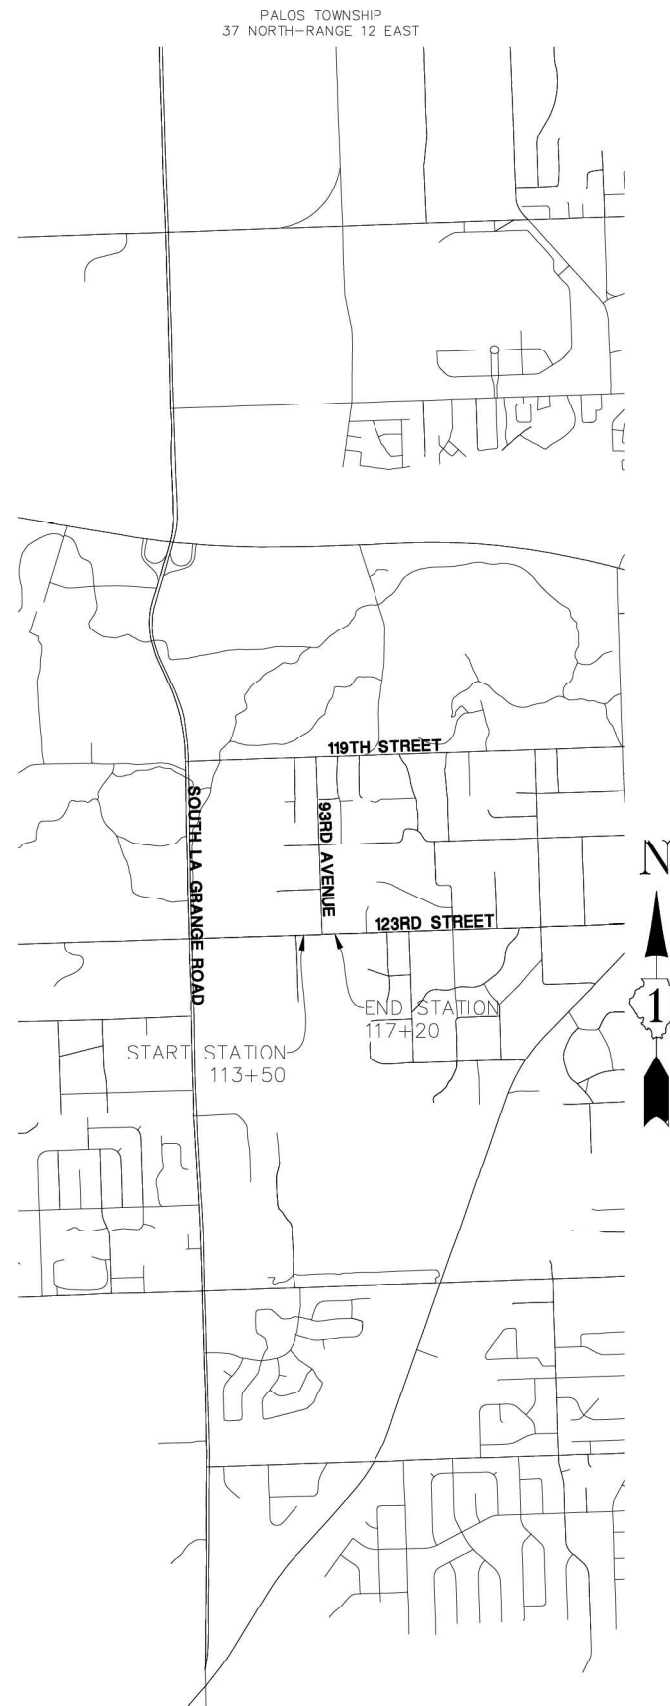 PALOS TOWNSHIP
37 NORTH-RANGE 12 EAST
119TH STREET
SOUTH LA GRANGE ROAD
93RD AVENUE
N
123RD STREET
1
END STATION
117+20
START STATION
113+50